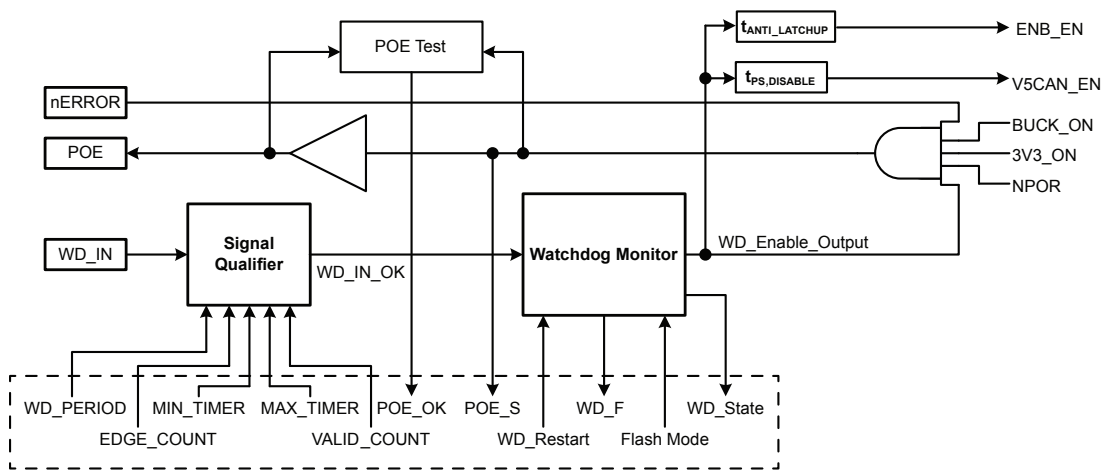 tANTI_LATCHUP
ENB_EN
POE Test
tPS,DISABLE
V5CAN_EN
nERROR
BUCK_ON
POE
3V3_ON
NPOR
WD_IN
Signal
Qualifier
WD_IN_OK
Watchdog Monitor
WD_Enable_Output
WD_PERIOD
MIN_TIMER
MAX_TIMER
POE_OK
POE_S
WD_F
WD_State
EDGE_COUNT
VALID_COUNT
WD_Restart
Flash Mode